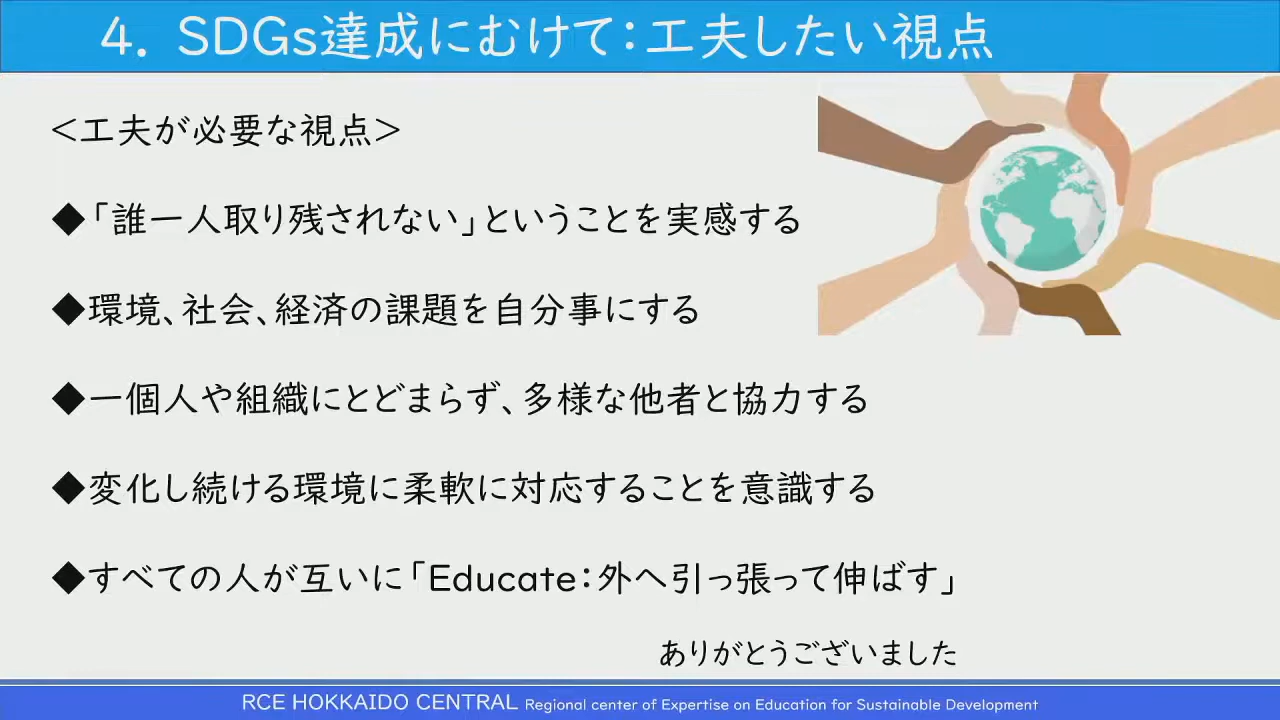 4. SDGs達成にむけて：工夫したい視点
＜工夫が必要な視点＞
◆「誰一人取り残されない」ということを実感する
◆環境、社会、経済の課題を自分事にする
◆一個人や組織にとどまらず、多様な他者と協力する
◆変化し続ける環境に柔軟に対応することを意識する
◆すべての人が互いに「Educate：外へ引っ張って伸ばす」
ありがとうございました
RCE HOKKAIDO CENTRAL Regional center of Expertise on Education for Sustainable Development